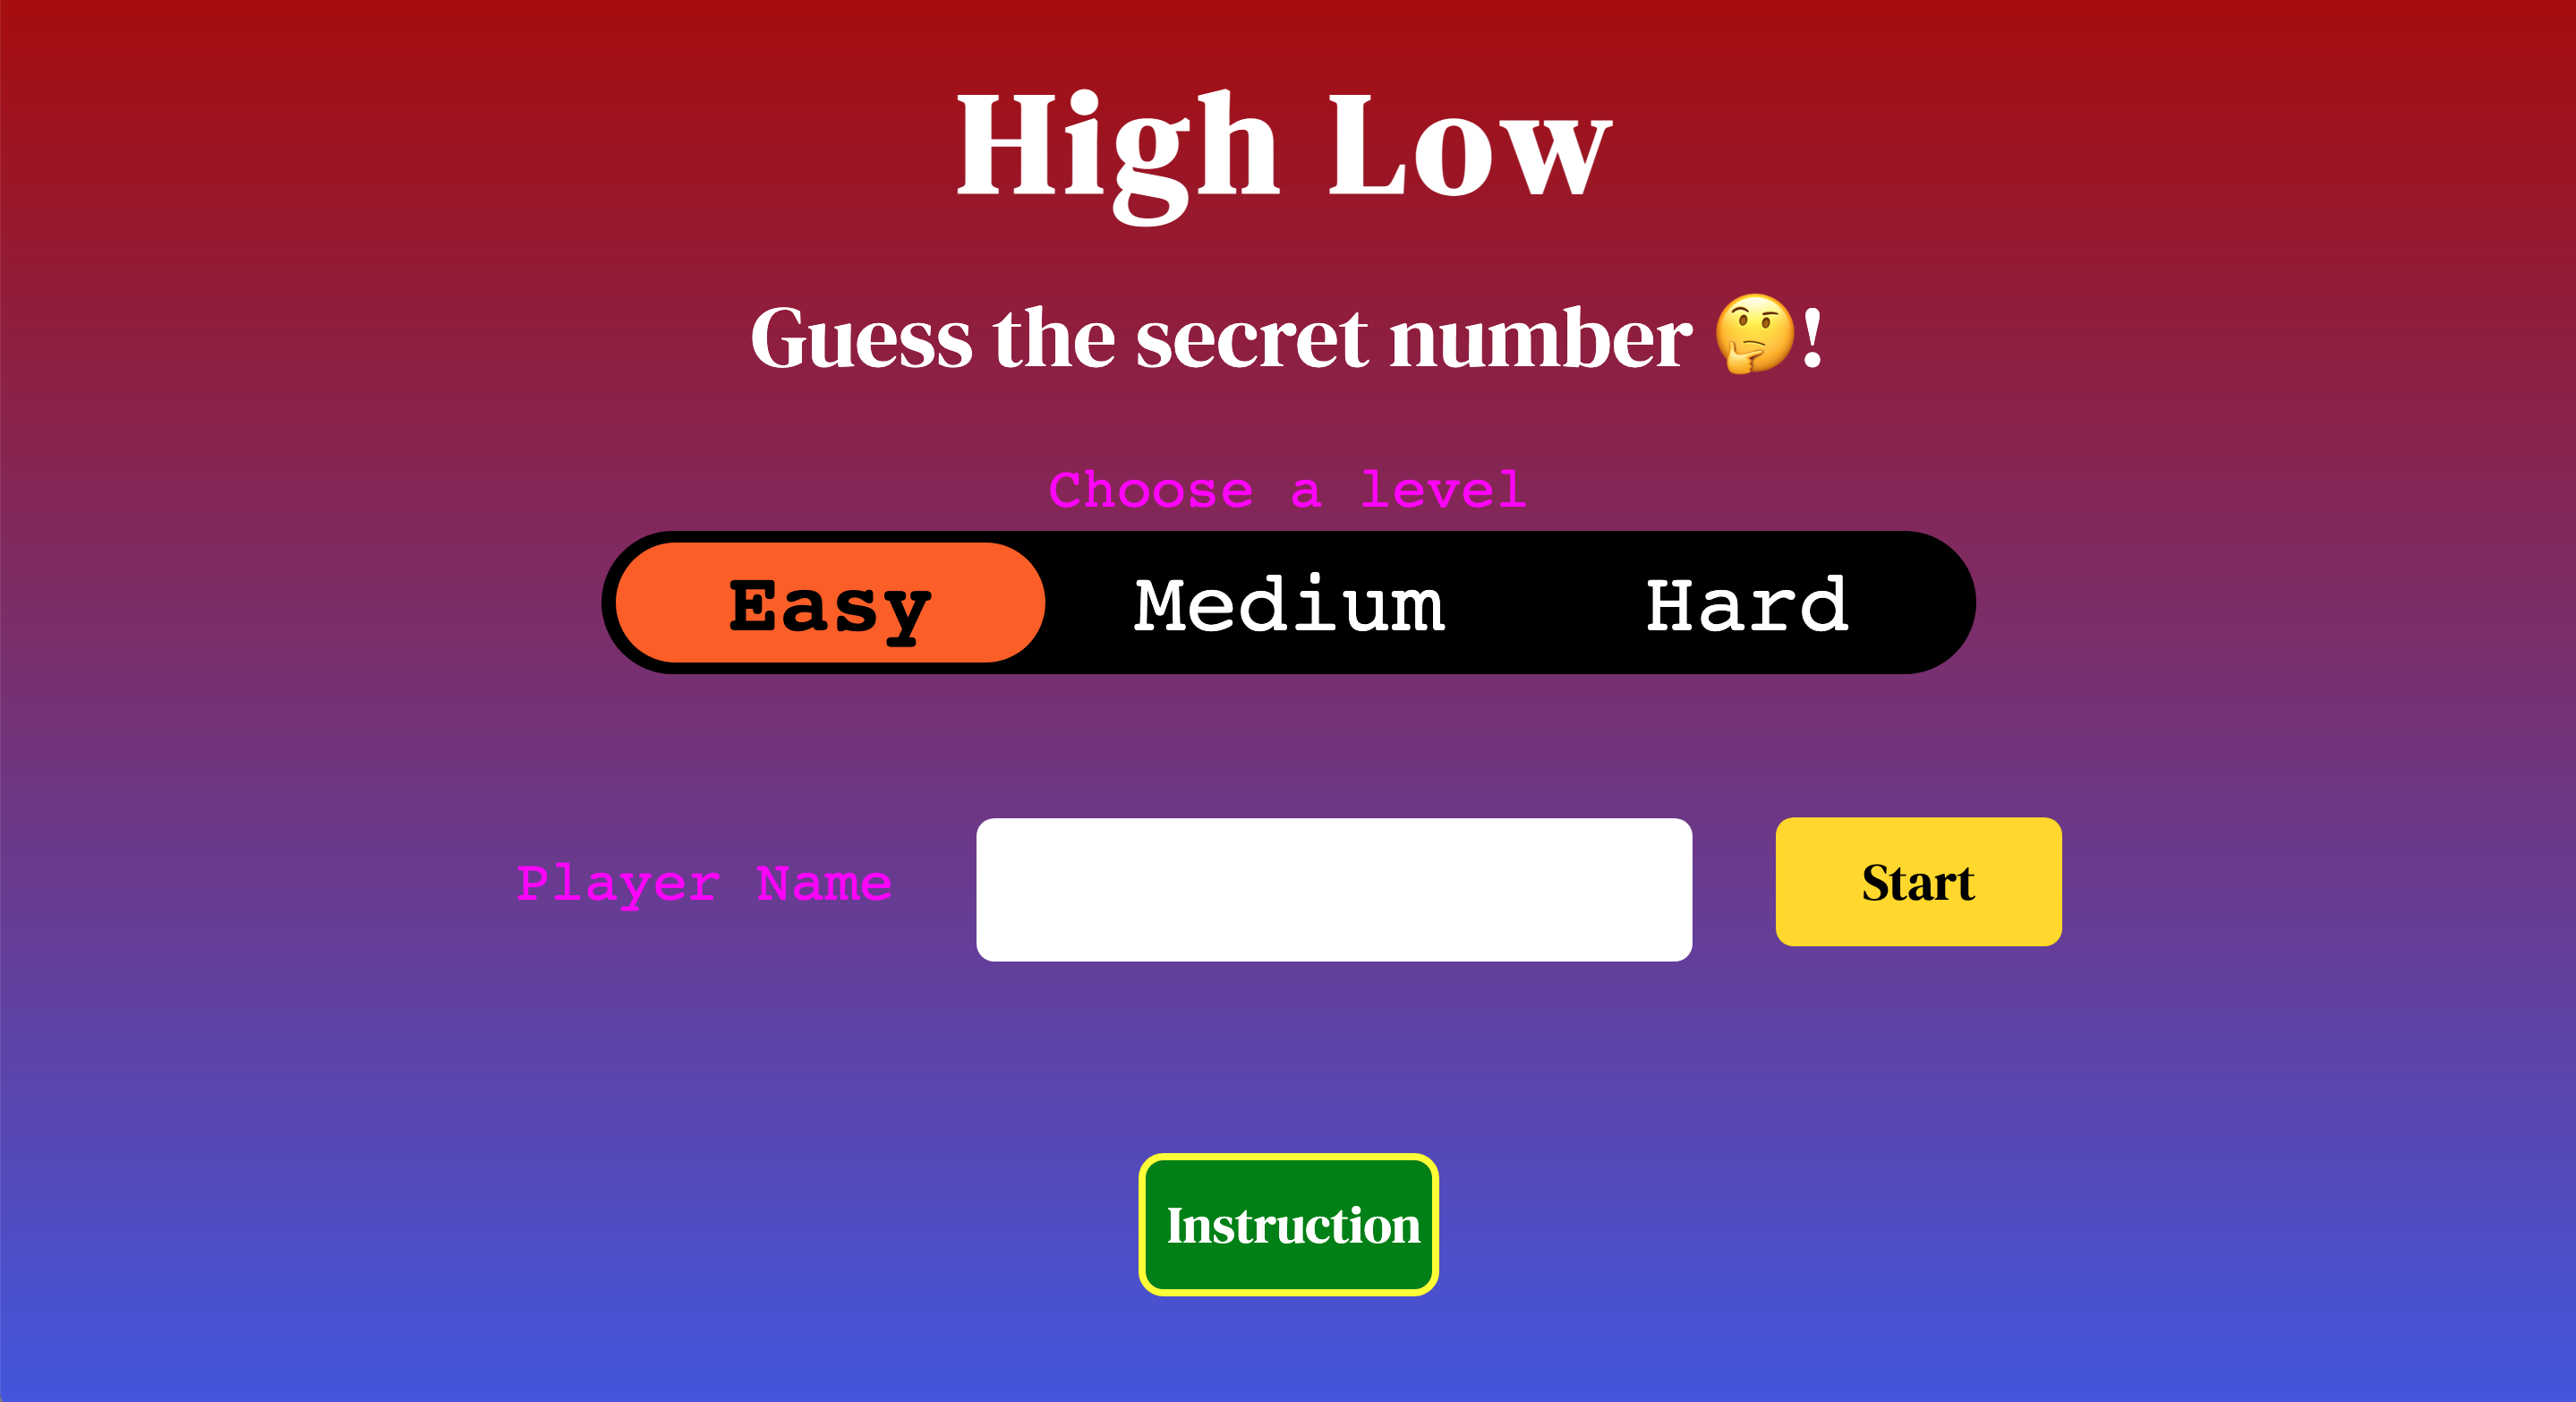 High Low
Guess the secret number 🤔!
Choose a level
Easy Medium Hard
Player Name Start
Instruction